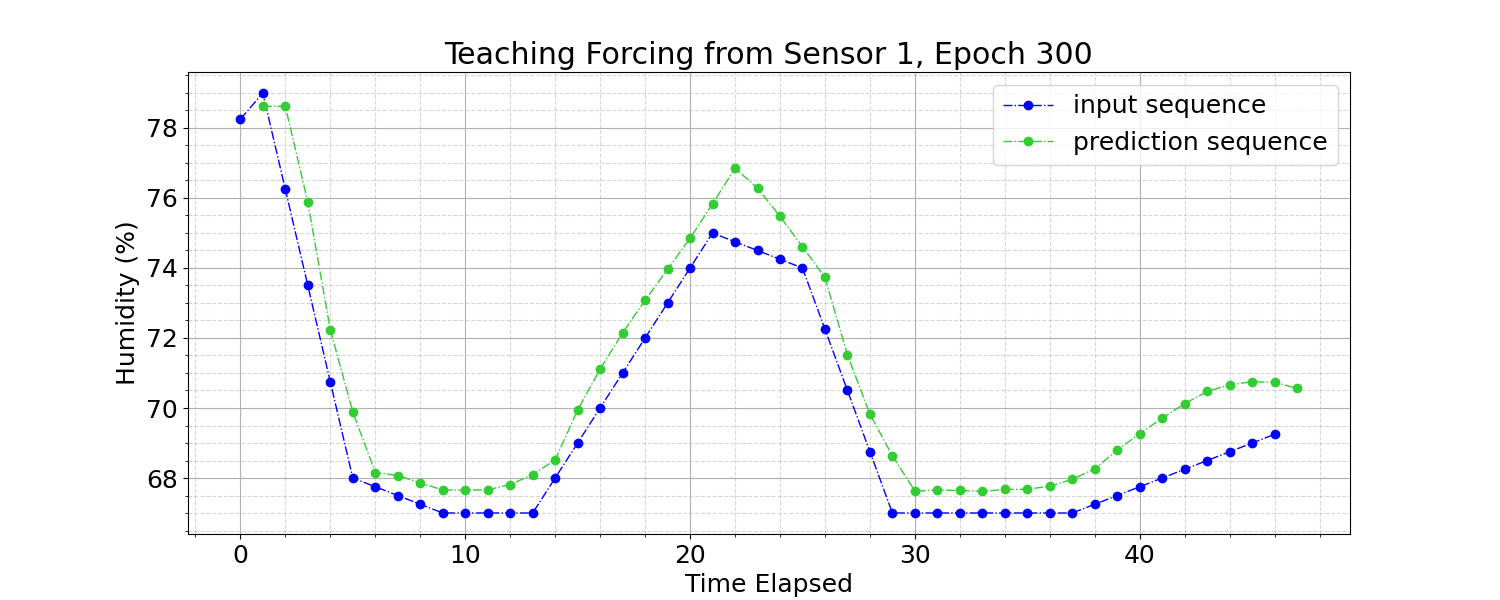 Teaching Forcing from Sensor 1, Epoch 300
input sequence
prediction sequence
Humidity (%)
78
76
74
72
70
68
0 10 20 30 40
Time Elapsed